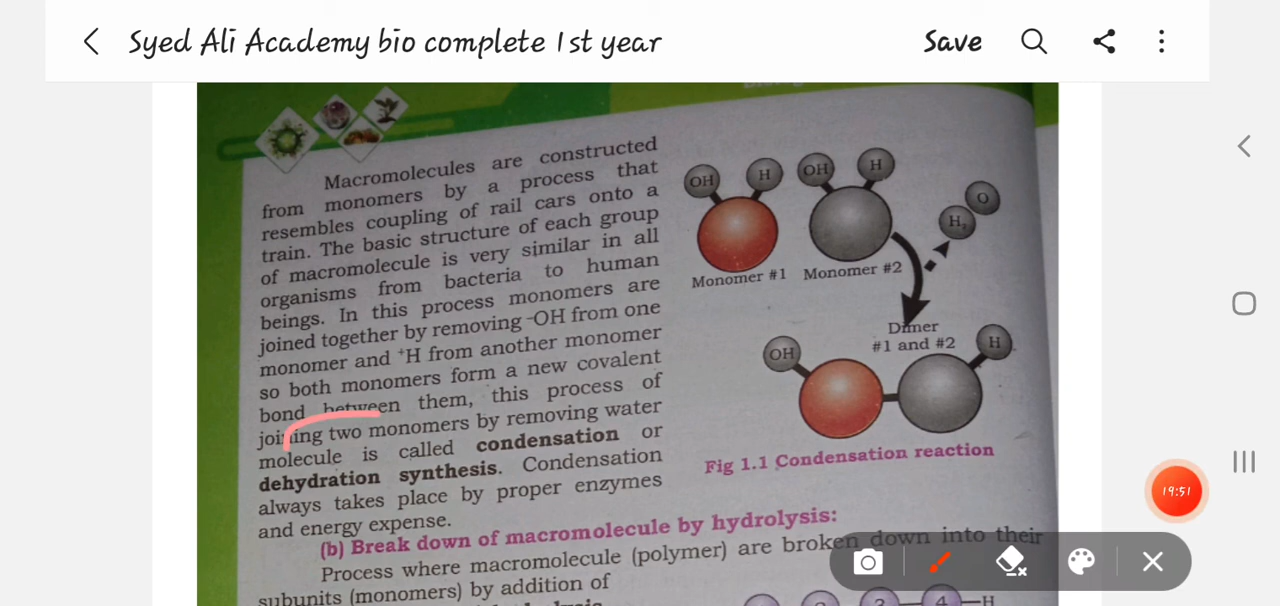 Syed Ali Academy bio complete 1st year
Save
Macromolecules are constructed
from monomers by a process that
resembles coupling of rail cars onto a
train. The basic structure of each group
of macromolecule is very similar in all
organisms from bacteria to human
beings. In this process monomers are
joined together by removing -OH from one
monomer and +H from another monomer
so both monomers form a new covalent
bond between them, this process of
joining two monomers by removing water
molecule is called condensation or
dehydration synthesis. Condensation
always takes place by proper enzymes
and energy expense.
OH H OH H
H₂ O
Monomer #1 Monomer #2
Dimer
#1 and #2
OH H
Fig 1.1 Condensation reaction
19:51
(b) Break down of macromolecule by hydrolysis:
Process where macromolecule (polymer) are broken down into their
subunits (monomers) by addition of
3 4 H